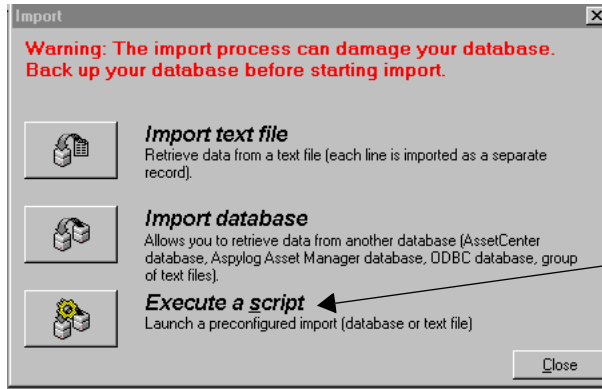 Import
Warning: The import process can damage your database.
Back up your database before starting import.
Import text file
Retrieve data from a text file (each line is imported as a separate
record).
Import database
Allows you to retrieve data from another database (AssetCenter
database, Aspylog Asset Manager database, ODBC database, group
of text files).
Execute a script
Launch a preconfigured import (database or text file)
Close